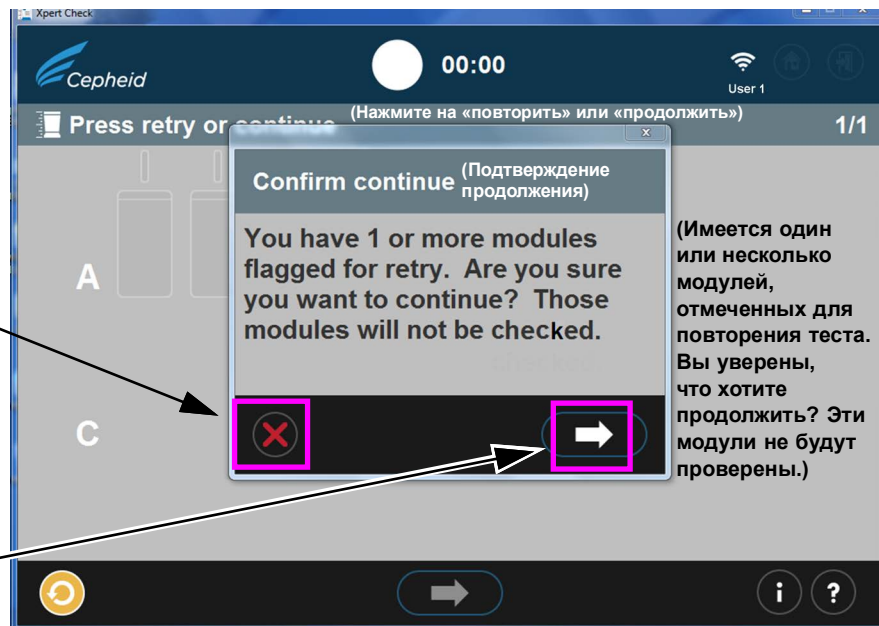 Xpert Check
Cepheid
00:00
User 1
Press retry or continue
(Нажмите на «повторить» или «продолжить»)
1/1
x
Confirm continue
(Подтверждение
продолжения)
You have 1 or more modules
flagged for retry. Are you sure
you want to continue? Those
modules will not be checked.
A
C
(Имеется один
или несколько
модулей,
отмеченных для
повторения теста.
Вы уверены,
что хотите
продолжить? Эти
модули не будут
проверены.)
i
?